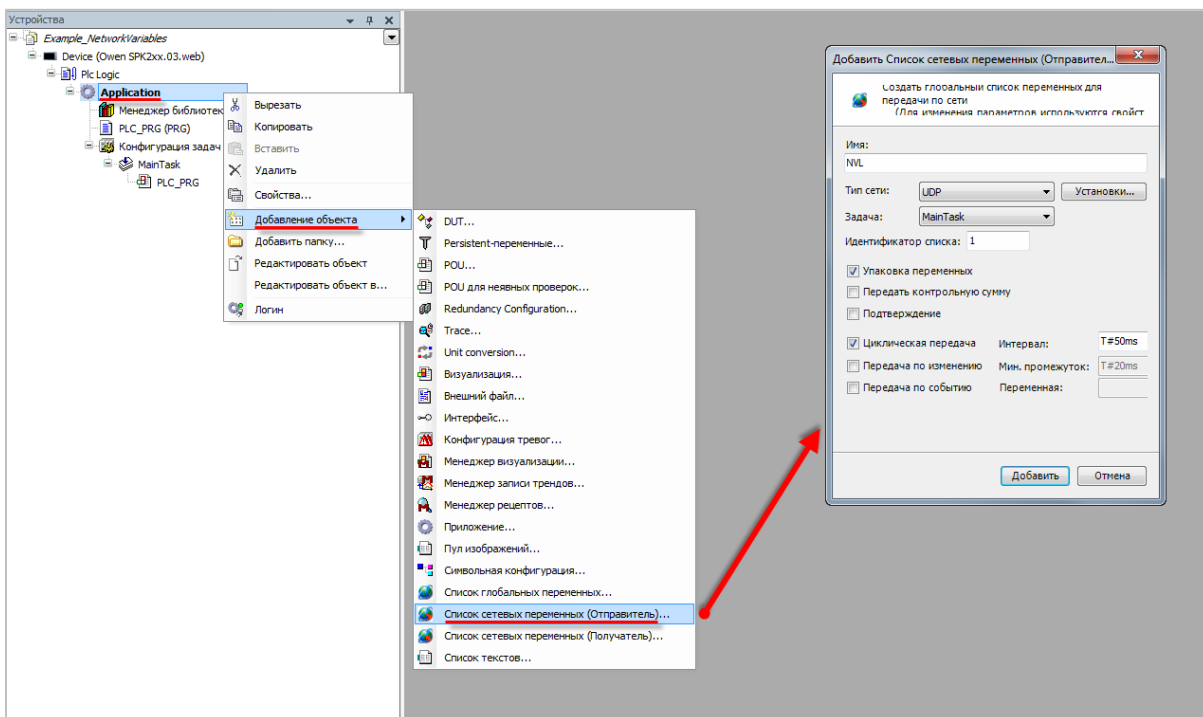 Устройства
Example_NetworkVariables
Device (Owen SPK2xx.03.web)
Plc Logic
Application
Менеджер библиотек
PLC_PRG (PRG)
Конфигурация задач
MainTask
PLC_PRG
Вырезать
Копировать
Вставить
Удалить
Свойства...
Добавление объекта
Добавить папку...
Редактировать объект
Редактировать объект в...
Логин
DUT...
Persistent-переменные...
POU...
POU для неявных проверок...
Redundancy Configuration...
Trace...
Unit conversion...
Визуализация...
Внешний файл...
Интерфейс...
Конфигурация тревог...
Менеджер визуализации...
Менеджер записи трендов...
Менеджер рецептов...
Приложение...
Пул изображений...
Символьная конфигурация...
Список глобальных переменных...
Список сетевых переменных (Отправитель)...
Список сетевых переменных (Получатель)...
Список текстов...
Добавить Список сетевых переменных (Отправител...
Создать глобальный список переменных для
передачи по сети
(Для изменения параметров используются свойст
Имя:
NVL
Тип сети: UDP Установки...
Задача: MainTask
Идентификатор списка: 1
Упаковка переменных
Передать контрольную сумму
Подтверждение
Циклическая передача Интервал: T#50ms
Передача по изменению Мин. промежуток: T#20ms
Передача по событию Переменная:
Добавить Отмена